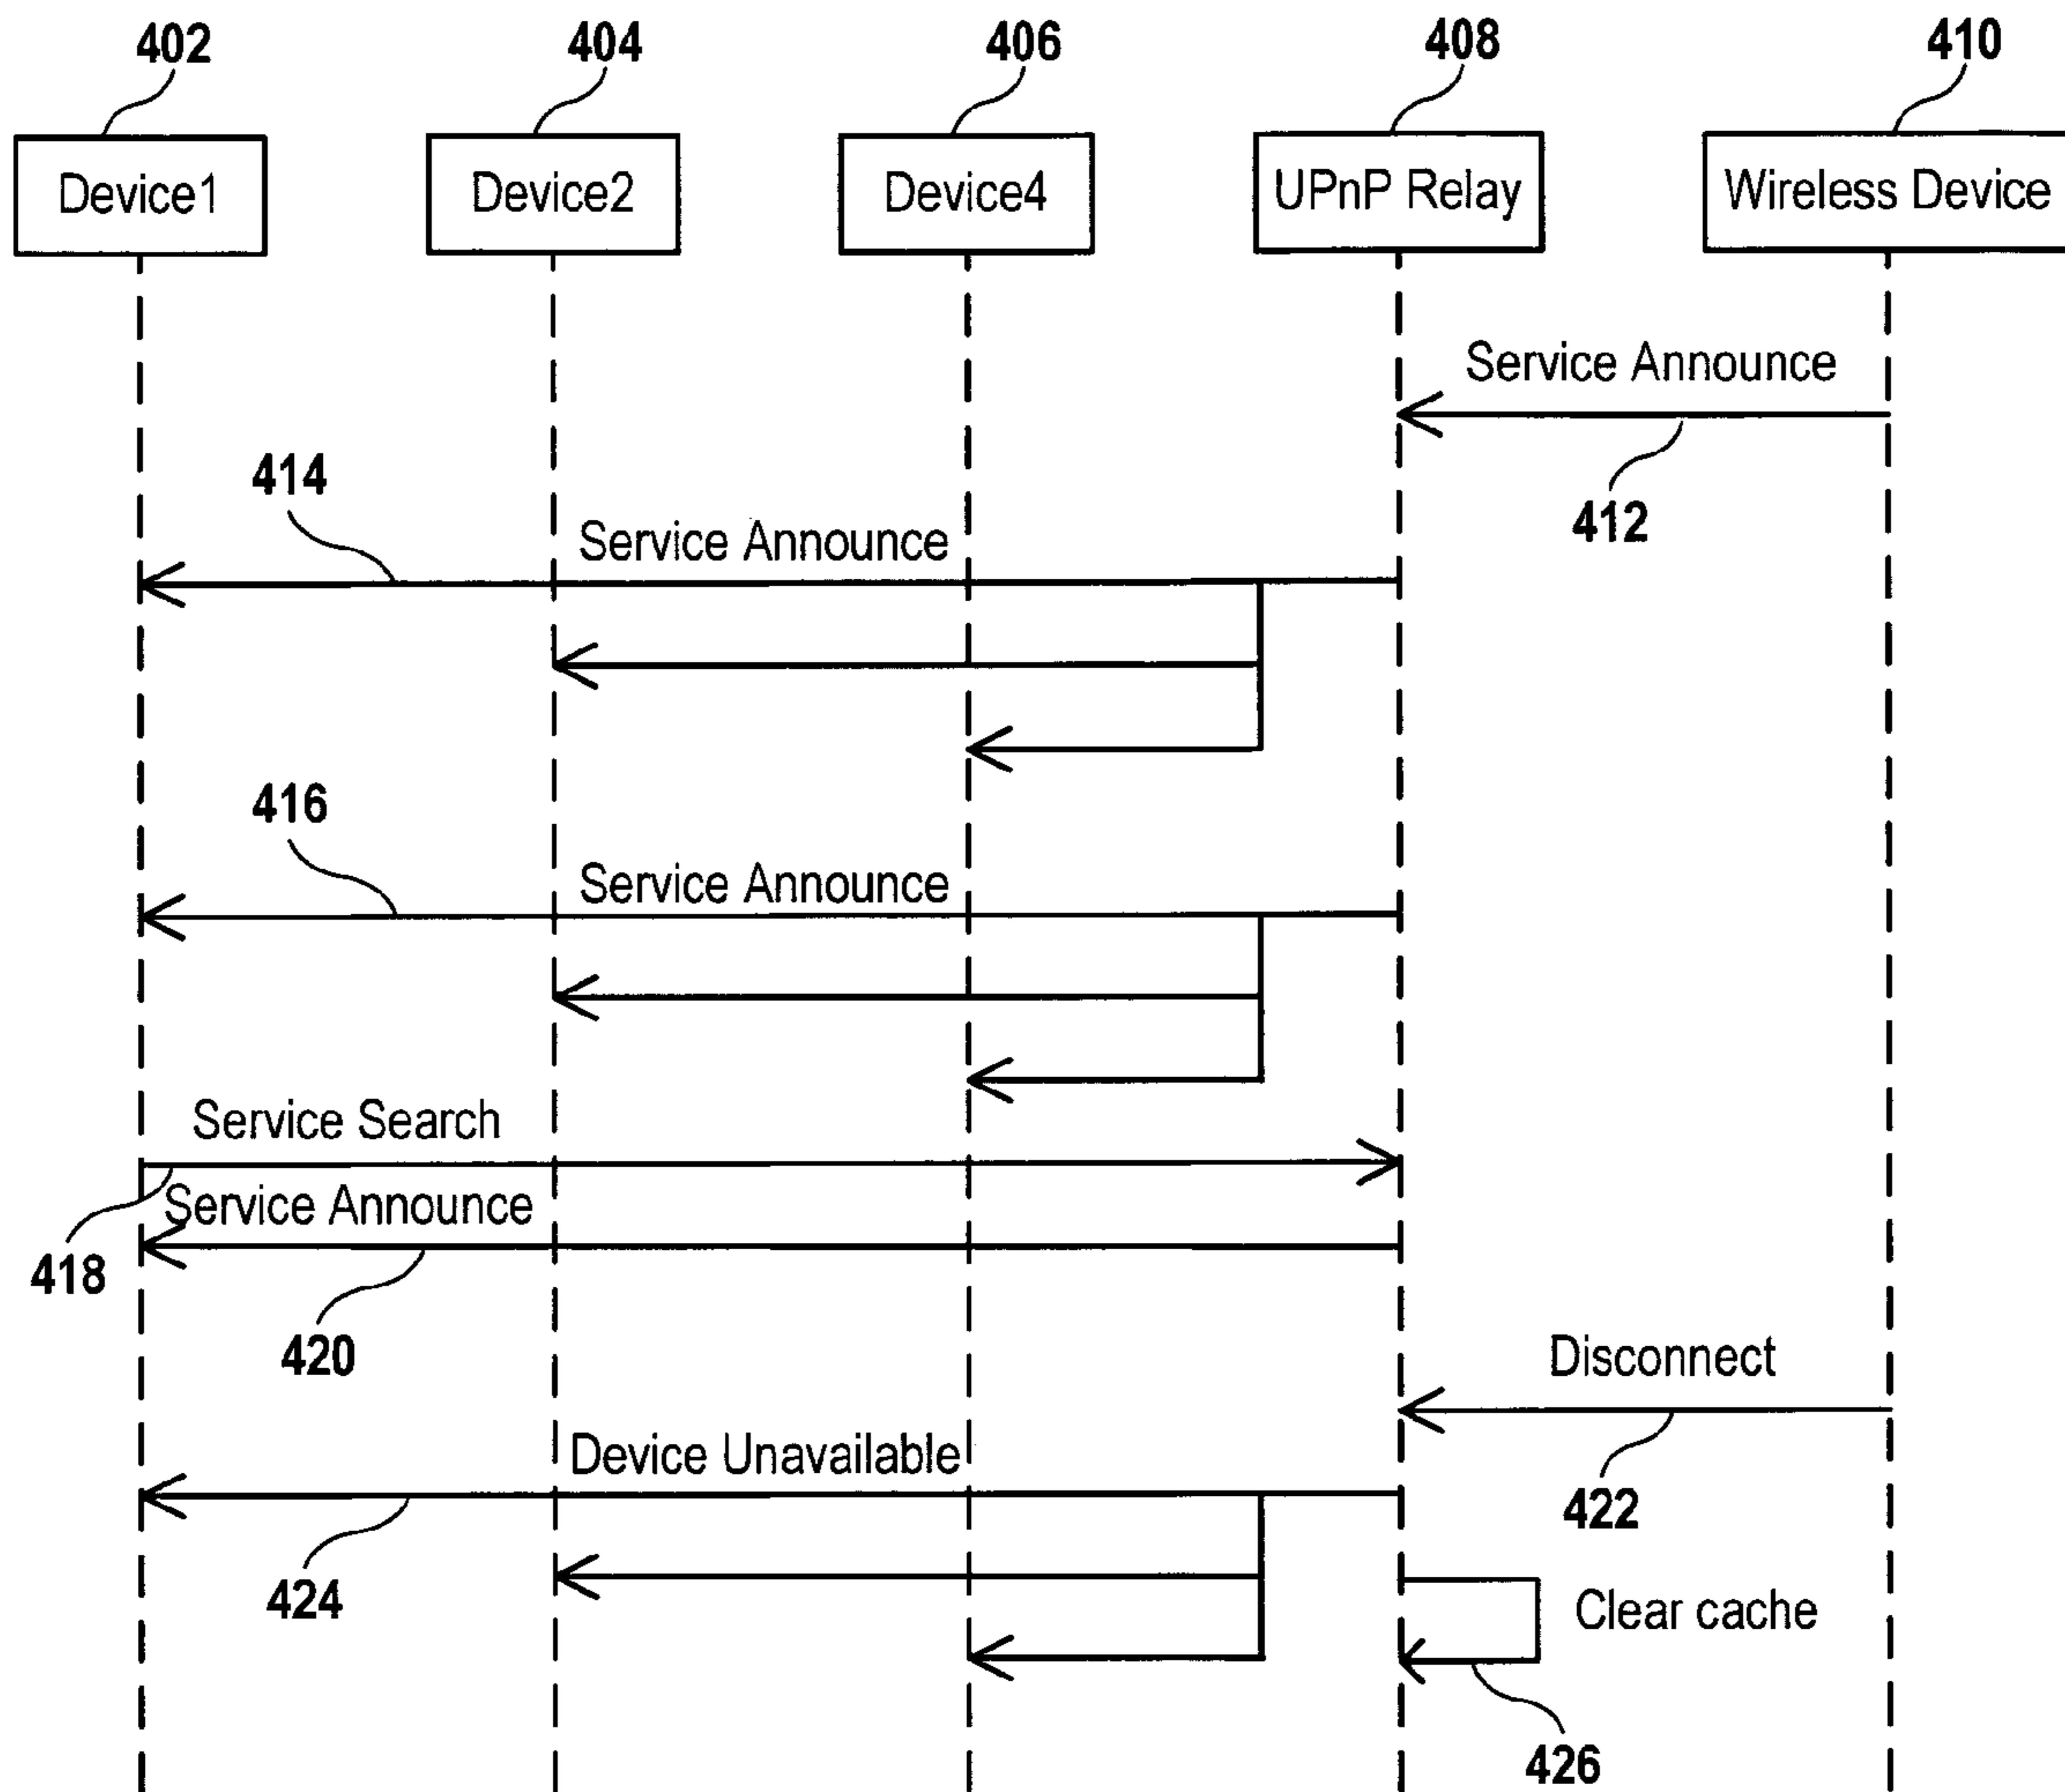 402 404 406 408 410
Device1 Device2 Device4 UPnP Relay Wireless Device
Service Announce
412
414
Service Announce
416
Service Announce
Service Search
418
Service Announce
420
Disconnect
422
Device Unavailable
424
Clear cache
426